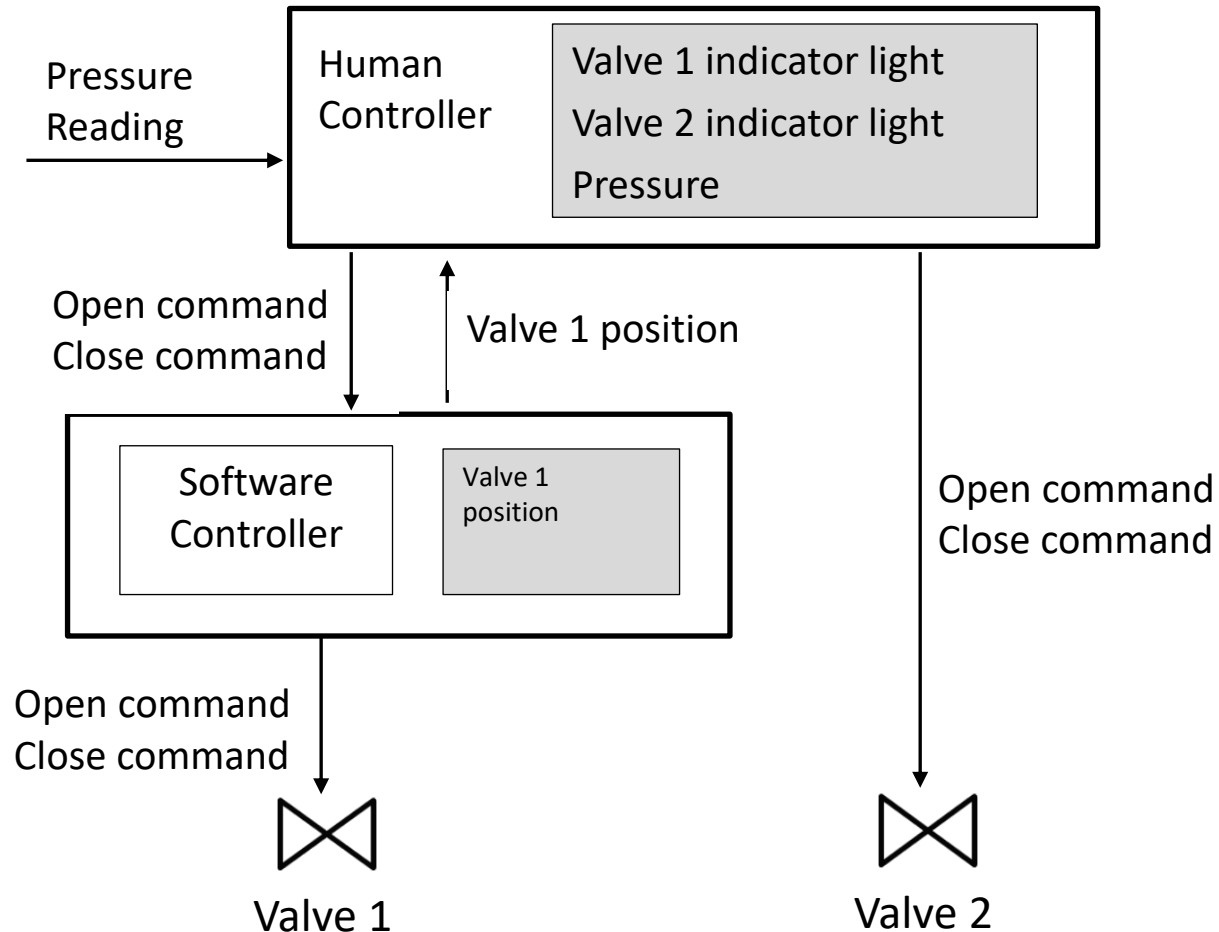 Pressure
Reading
Human
Controller
Valve 1 indicator light
Valve 2 indicator light
Pressure
Open command
Close command
Valve 1 position
Software
Controller
Valve 1
position
Open command
Close command
Open command
Close command
Valve 1
Valve 2